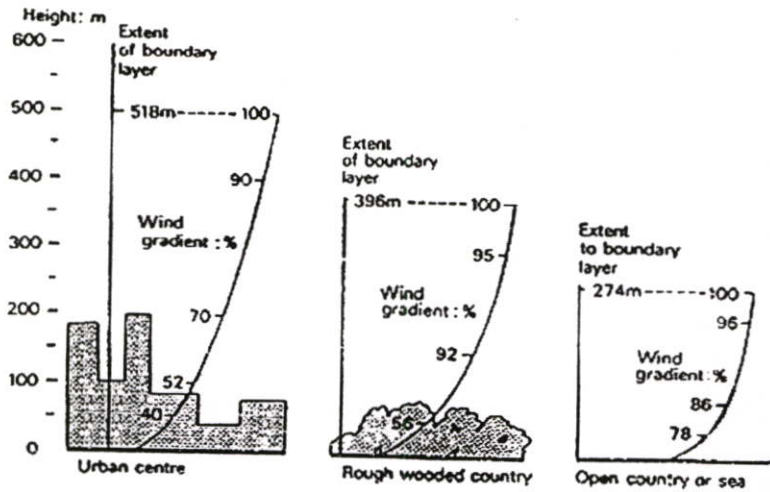 Height: m
600
500
400
300
200
100
0
Extent
of boundary
layer
518m
100
90
Wind
gradient : %
70
52
40
Urban centre
Extent
of boundary
layer
396m
100
95
Wind
gradient : %
92
56
Rough wooded country
Extent
to boundary
layer
274m
100
96
Wind
gradient : %
86
78
Open country or sea